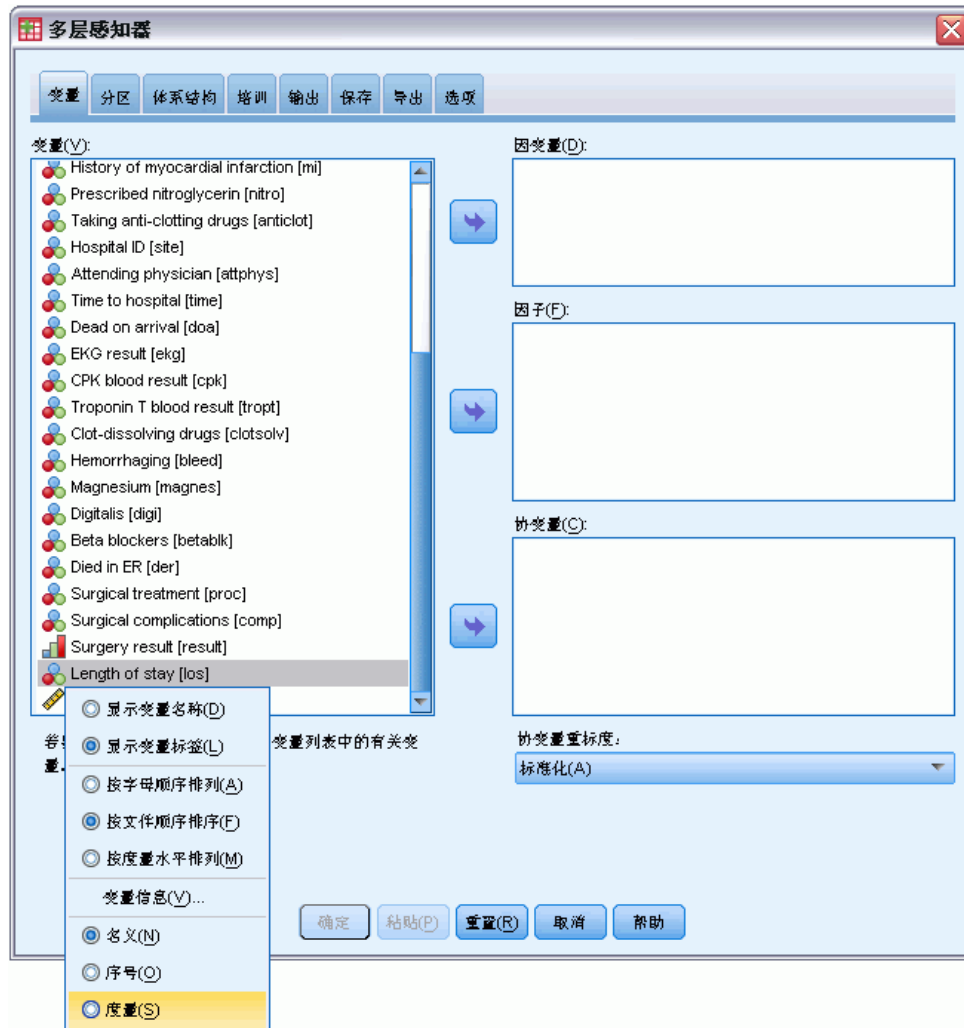 多层感知器
变量 分区 体系结构 培训 输出 保存 导出 选项
变量(V):
History of myocardial infarction [mi]
Prescribed nitroglycerin [nitro]
Taking anti-clotting drugs [anticlot]
Hospital ID [site]
Attending physician [attphys]
Time to hospital [time]
Dead on arrival [doa]
EKG result [ekg]
CPK blood result [cpk]
Troponin T blood result [tropt]
Clot-dissolving drugs [clotsolv]
Hemorrhaging [bleed]
Magnesium [magnes]
Digitalis [digi]
Beta blockers [betablk]
Died in ER [der]
Surgical treatment [proc]
Surgical complications [comp]
Surgery result [result]
Length of stay [los]
因变量(D):
因子(F):
协变量(C):
协变量重标度:
标准化(A)
变量列表中的有关变
量.
显示变量名称(D)
显示变量标签(L)
按字母顺序排列(A)
按文件顺序排序(F)
按度量水平排列(M)
变量信息(V)...
名义(N)
序号(O)
度量(S)
确定 粘贴(P) 重置(R) 取消 帮助